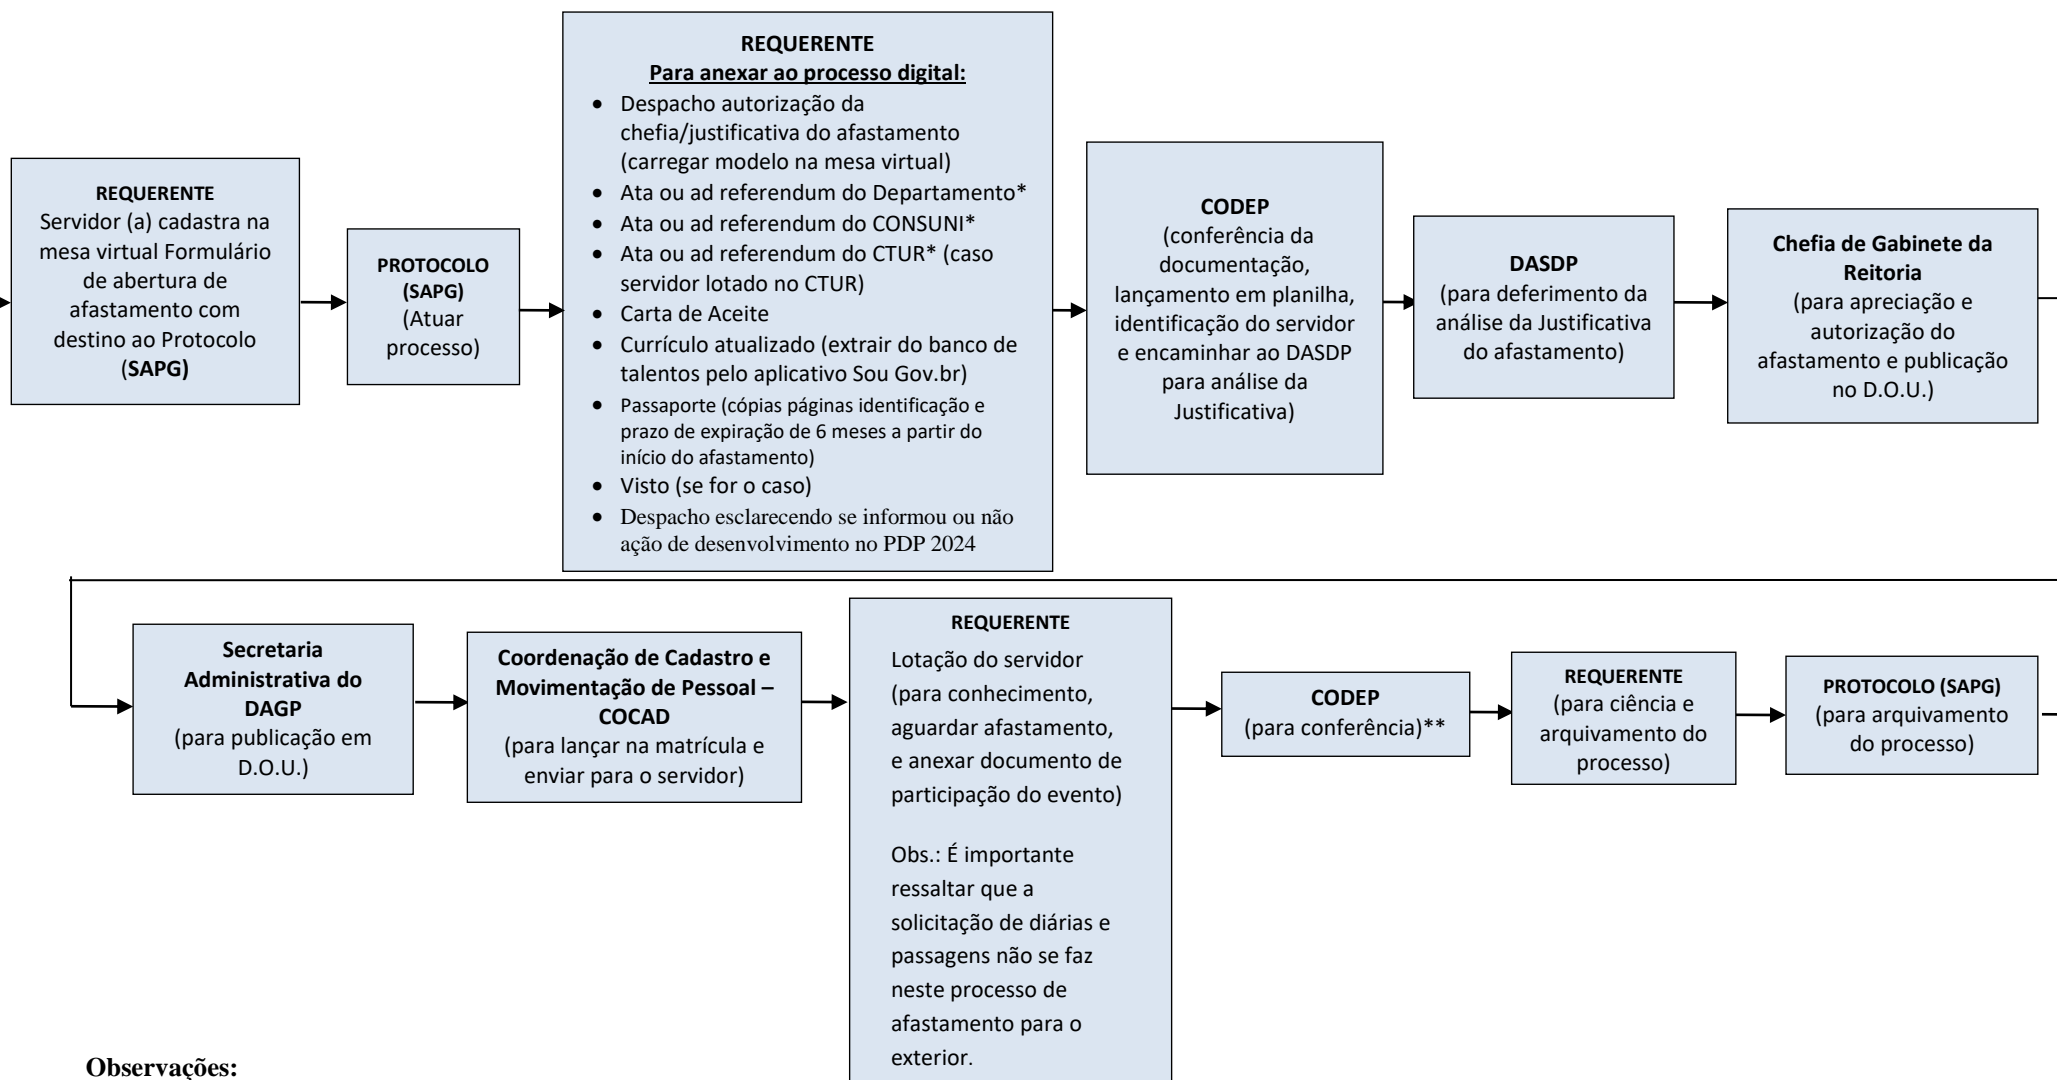 REQUERENTE
Servidor (a) cadastra na
mesa virtual Formulário
de abertura de
afastamento com
destino ao Protocolo
(SAPG)
PROTOCOLO
(SAPG)
(Atuar
processo)
REQUERENTE
Para anexar ao processo digital:
• Despacho autorização da
chefia/justificativa do afastamento
(carregar modelo na mesa virtual)
• Ata ou ad referendum do Departamento*
• Ata ou ad referendum do CONSUNI*
• Ata ou ad referendum do CTUR* (caso
servidor lotado no CTUR)
• Carta de Aceite
• Currículo atualizado (extrair do banco de
talentos pelo aplicativo Sou Gov.br)
• Passaporte (cópias páginas identificação e
prazo de expiração de 6 meses a partir do
início do afastamento)
• Visto (se for o caso)
• Despacho esclarecendo se informou ou não
ação de desenvolvimento no PDP 2024
CODEP
(conferência da
documentação,
lançamento em planilha,
identificação do servidor
e encaminhar ao DASDP
para análise da
Justificativa)
DASDP
(para deferimento da
análise da Justificativa
do afastamento)
Chefia de Gabinete da
Reitoria
(para apreciação e
autorização do
afastamento e publicação
no D.O.U.)
Secretaria
Administrativa do
DAGP
(para publicação em
D.O.U.)
Coordenação de Cadastro e
Movimentação de Pessoal –
COCAD
(para lançar na matrícula e
enviar para o servidor)
REQUERENTE
Lotação do servidor
(para conhecimento,
aguardar afastamento,
e anexar documento de
participação do evento)
Obs.: É importante
ressaltar que a
solicitação de diárias e
passagens não se faz
neste processo de
afastamento para o
exterior.
CODEP
(para conferência)**
REQUERENTE
(para ciência e
arquivamento do
processo)
PROTOCOLO (SAPG)
(para arquivamento
do processo)
Observações: